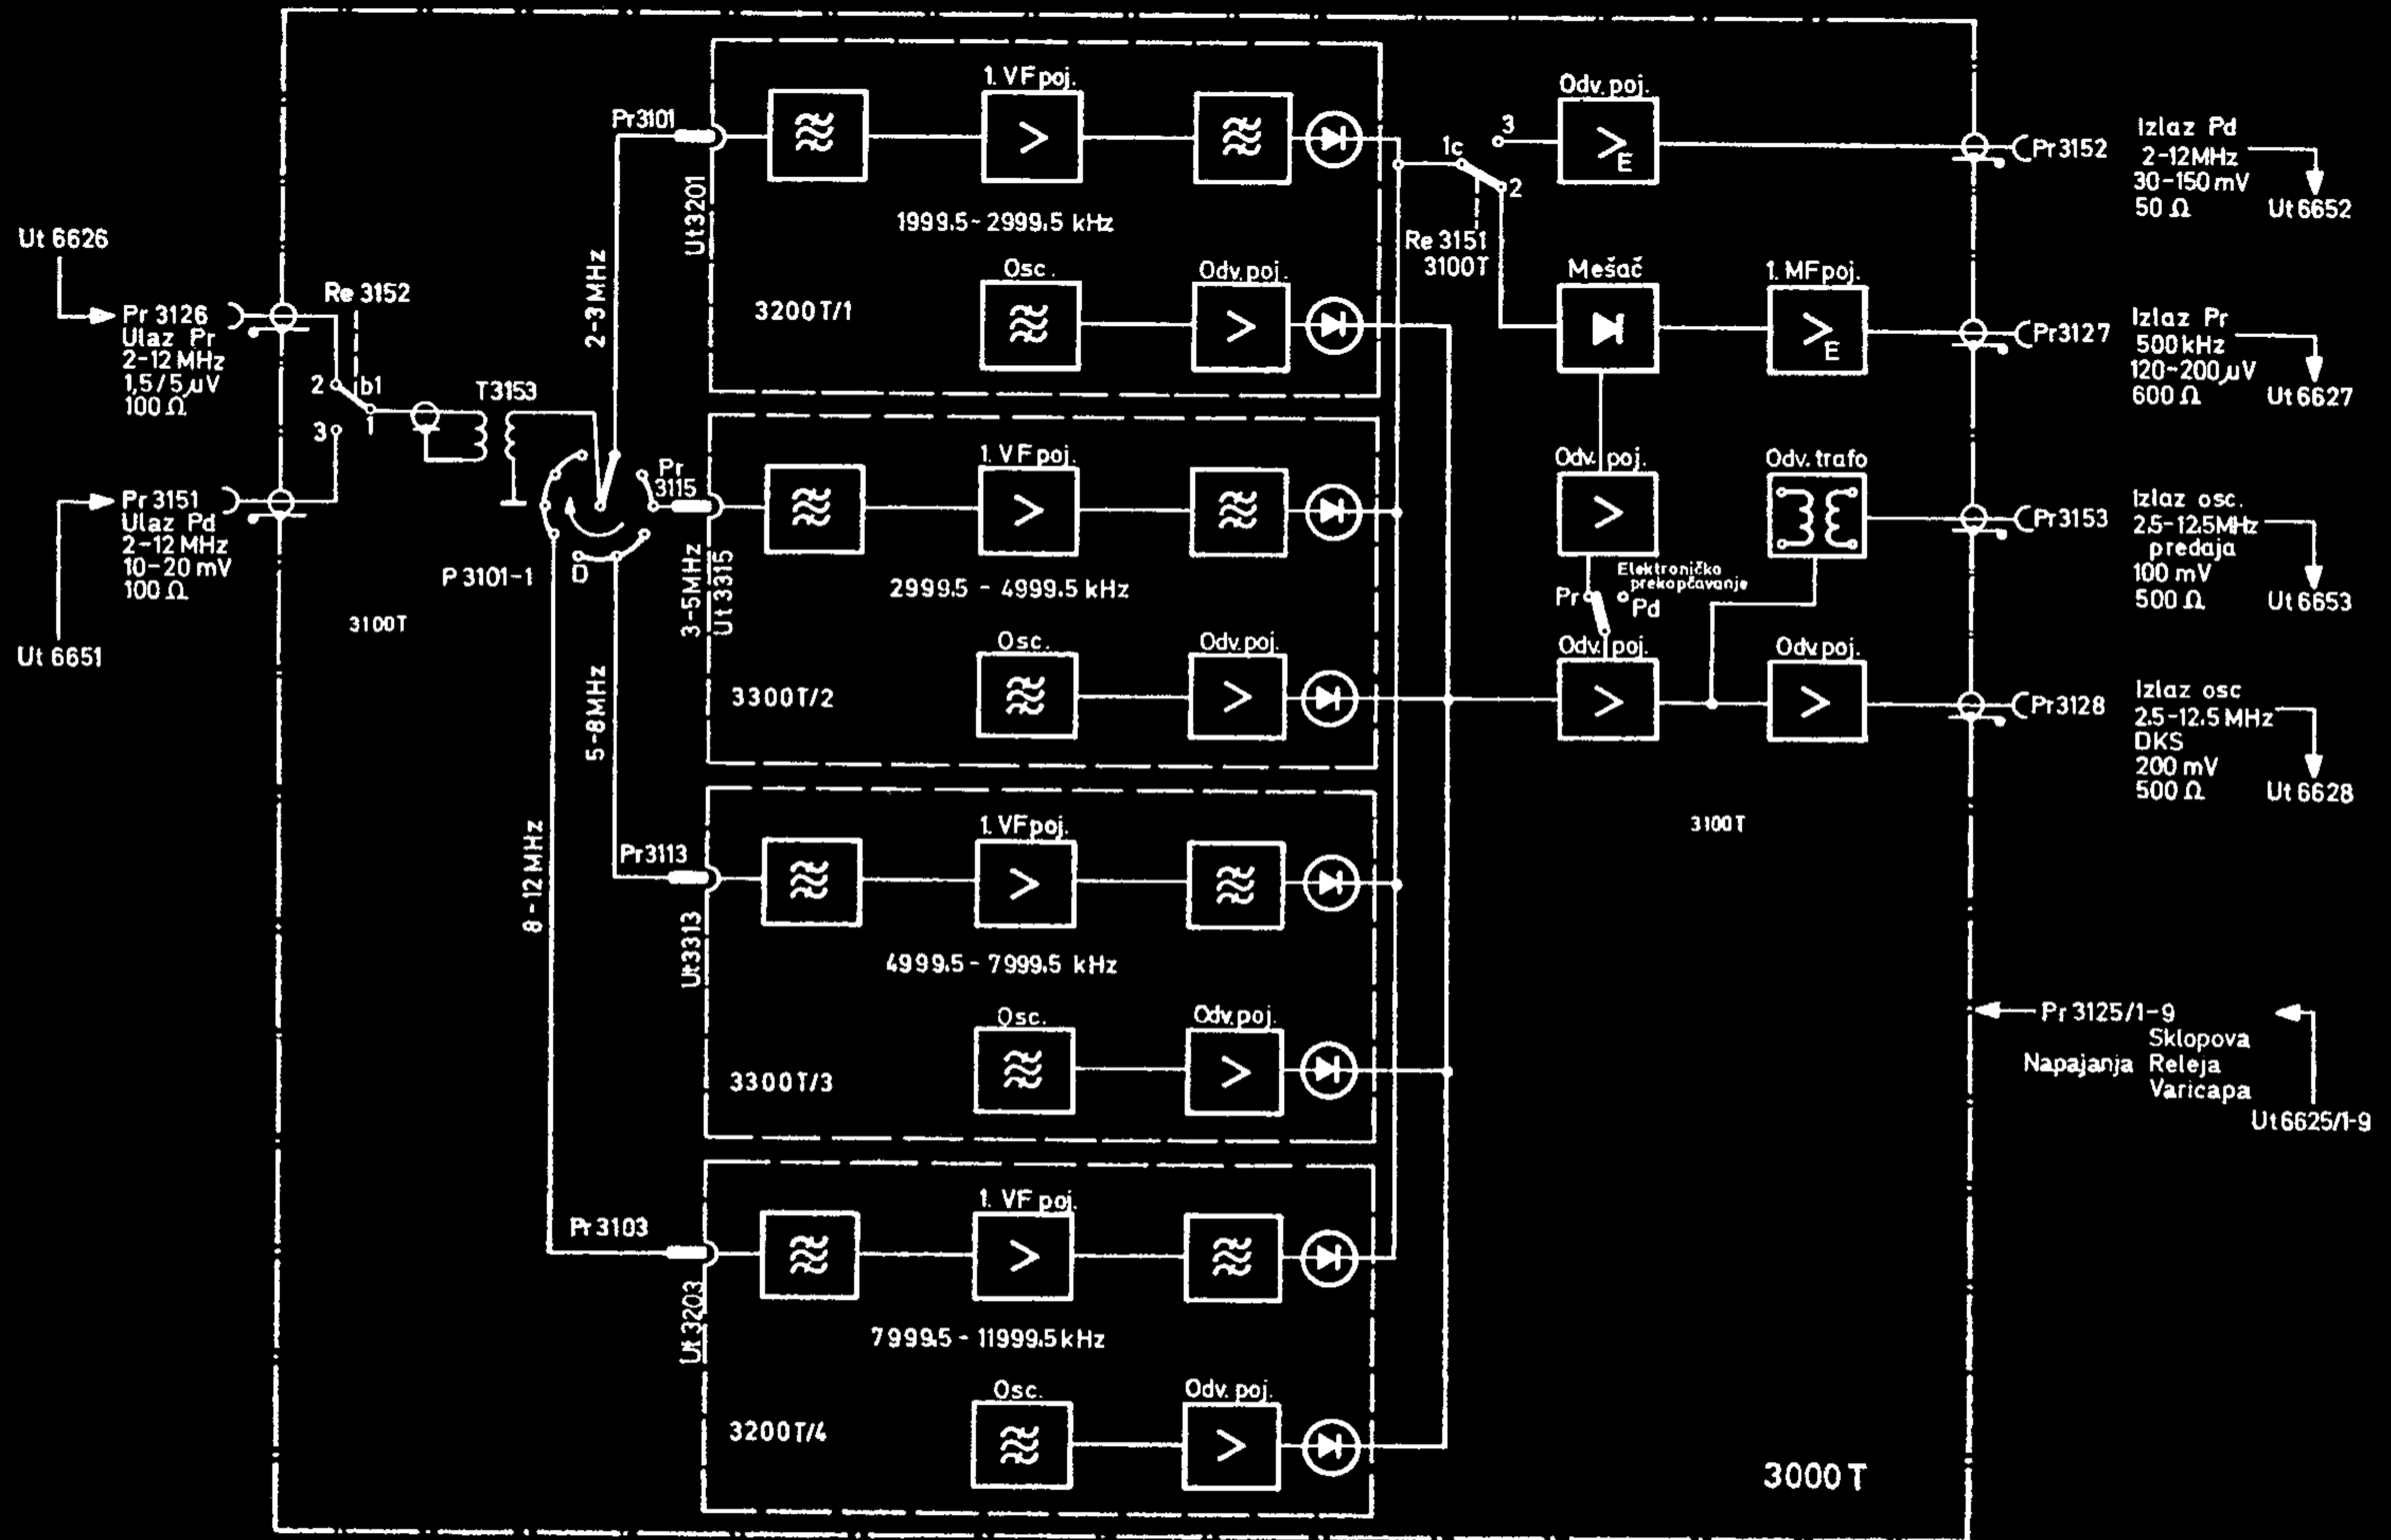 Ut 6626
Pr 3126
Ulaz Pr
2-12 MHz
1,5/5 µV
100 Ω
Pr 3151
Ulaz Pd
2-12 MHz
10-20 mV
100 Ω
Ut 6651
Re 3152
2
b1
3
1
T3153
P 3101-1
D
3100T
2-3 MHz
5-8 MHz
8-12 MHz
Pr3101
Ut3201
1. VF poj.
1999.5-2999.5 kHz
Osc.
Odv. poj.
3200T/1
Pr
3115
3-5MHz
Ut 3315
1. VF poj.
2999.5 - 4999.5 kHz
Osc.
Odv. poj.
3300T/2
Pr3113
Ut3313
1. VF poj.
4999.5 - 7999.5 kHz
Osc.
Odv. poj.
3300T/3
Pr 3103
Ut 3203
1. VF poj.
7999.5 - 11999.5 kHz
Osc.
Odv. poj.
3200T/4
1c
3
2
Re 3151
3100T
Odv. poj.
E
Mešač
1. MF poj.
E
Odv. poj.
Odv. trafo
Elektroničko
prekopčavanje
Pr
Pd
Odv. poj.
Odv. poj.
3100T
Pr3152
Izlaz Pd
2-12MHz
30-150 mV
50 Ω
Ut 6652
Pr3127
Izlaz Pr
500 kHz
120-200 µV
600 Ω
Ut 6627
Pr3153
Izlaz osc.
2.5-12.5MHz
predaja
100 mV
500 Ω
Ut 6653
Pr3128
Izlaz osc
2.5-12.5 MHz
DKS
200 mV
500 Ω
Ut 6628
Pr 3125/1-9
Sklopova
Napajanja Releja
Varicapa
Ut6625/1-9
3000 T